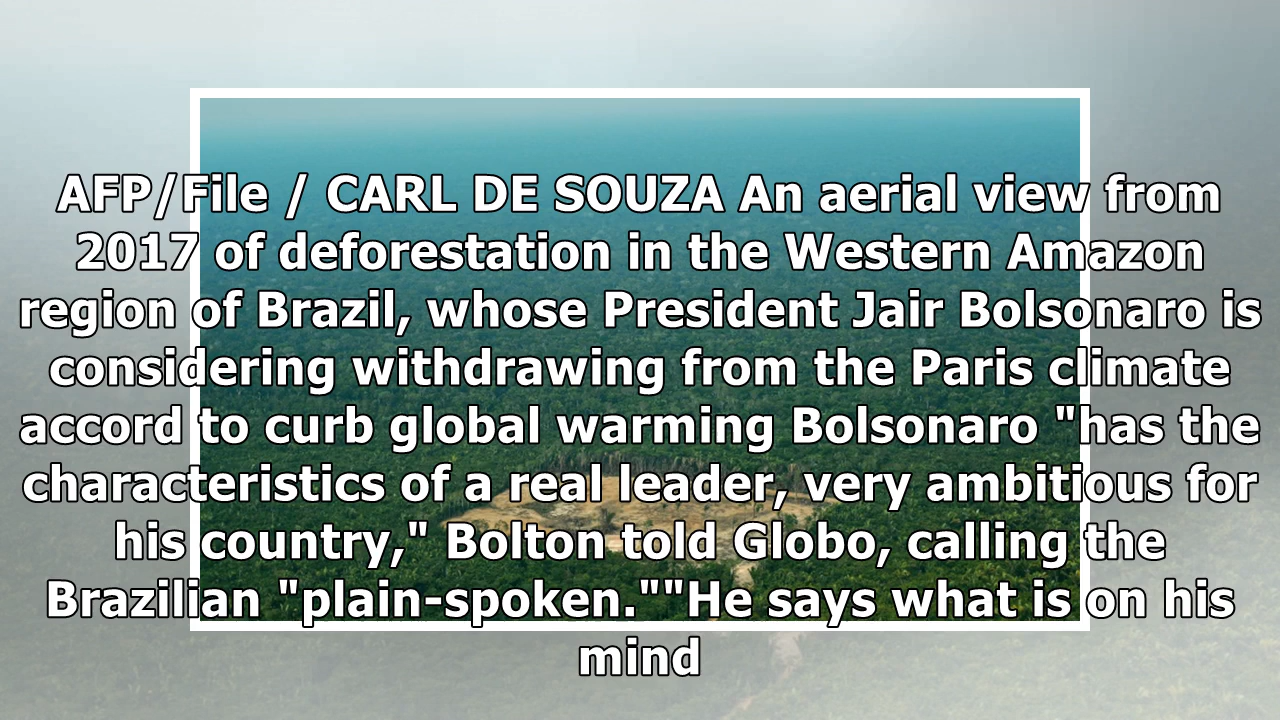 AFP/File / CARL DE SOUZA An aerial view from
2017 of deforestation in the Western Amazon
region of Brazil, whose President Jair Bolsonaro is
considering withdrawing from the Paris climate
accord to curb global warming Bolsonaro "has the
characteristics of a real leader, very ambitious for
his country," Bolton told Globo, calling the
Brazilian "plain-spoken.""He says what is on his
mind